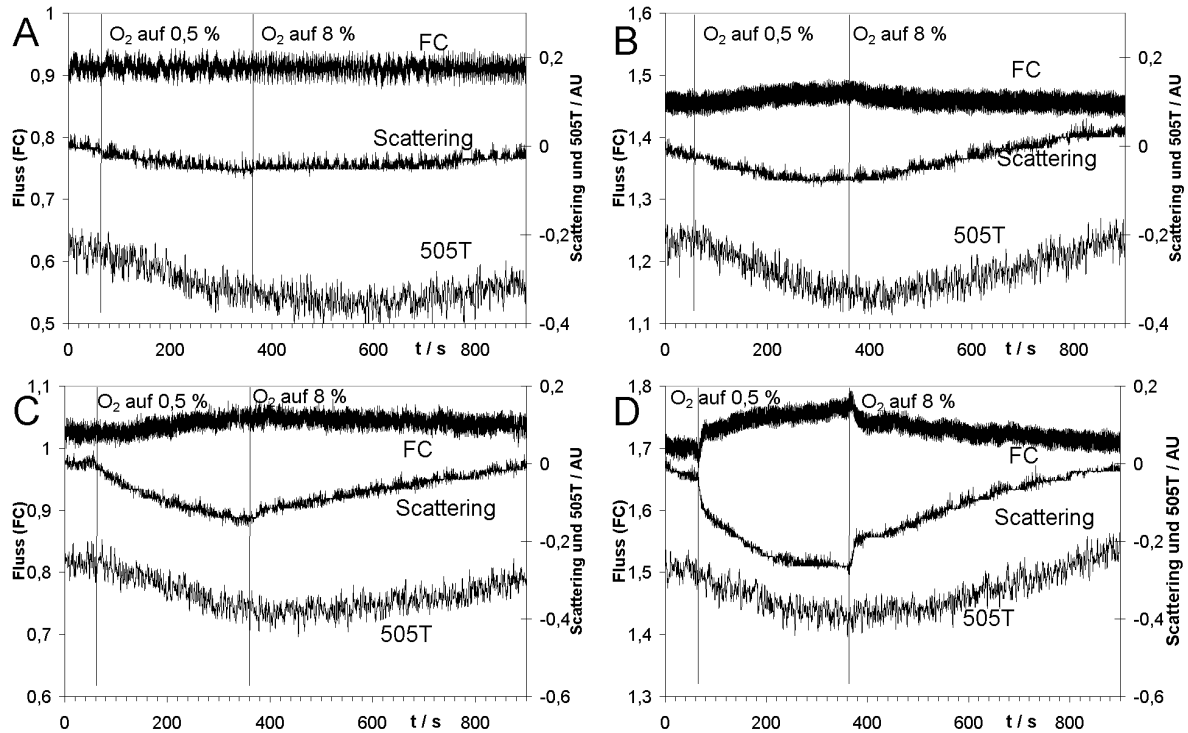 A
O₂ auf 0,5 %
O₂ auf 8 %
FC
Scattering
505T
Fluss (FC)
Scattering und 505T / AU
1
0,9
0,8
0,7
0,6
0,5
0,2
0
-0,2
-0,4
0 200 400 600 t / s 800
B
O₂ auf 0,5 %
O₂ auf 8 %
FC
Scattering
505T
Fluss (FC)
Scattering und 505T / AU
1,6
1,5
1,4
1,3
1,2
1,1
0,2
0
-0,2
-0,4
0 200 400 600 t / s 800
C
O₂ auf 0,5 %
O₂ auf 8 %
FC
Scattering
505T
Fluss (FC)
Scattering und 505T / AU
1,1
1
0,9
0,8
0,7
0,6
0,2
0
-0,2
-0,4
-0,6
0 200 400 600 t / s 800
D
O₂ auf 0,5 %
O₂ auf 8 %
FC
Scattering
505T
Fluss (FC)
Scattering und 505T / AU
1,8
1,7
1,6
1,5
1,4
1,3
0,2
0
-0,2
-0,4
-0,6
0 200 400 600 t / s 800